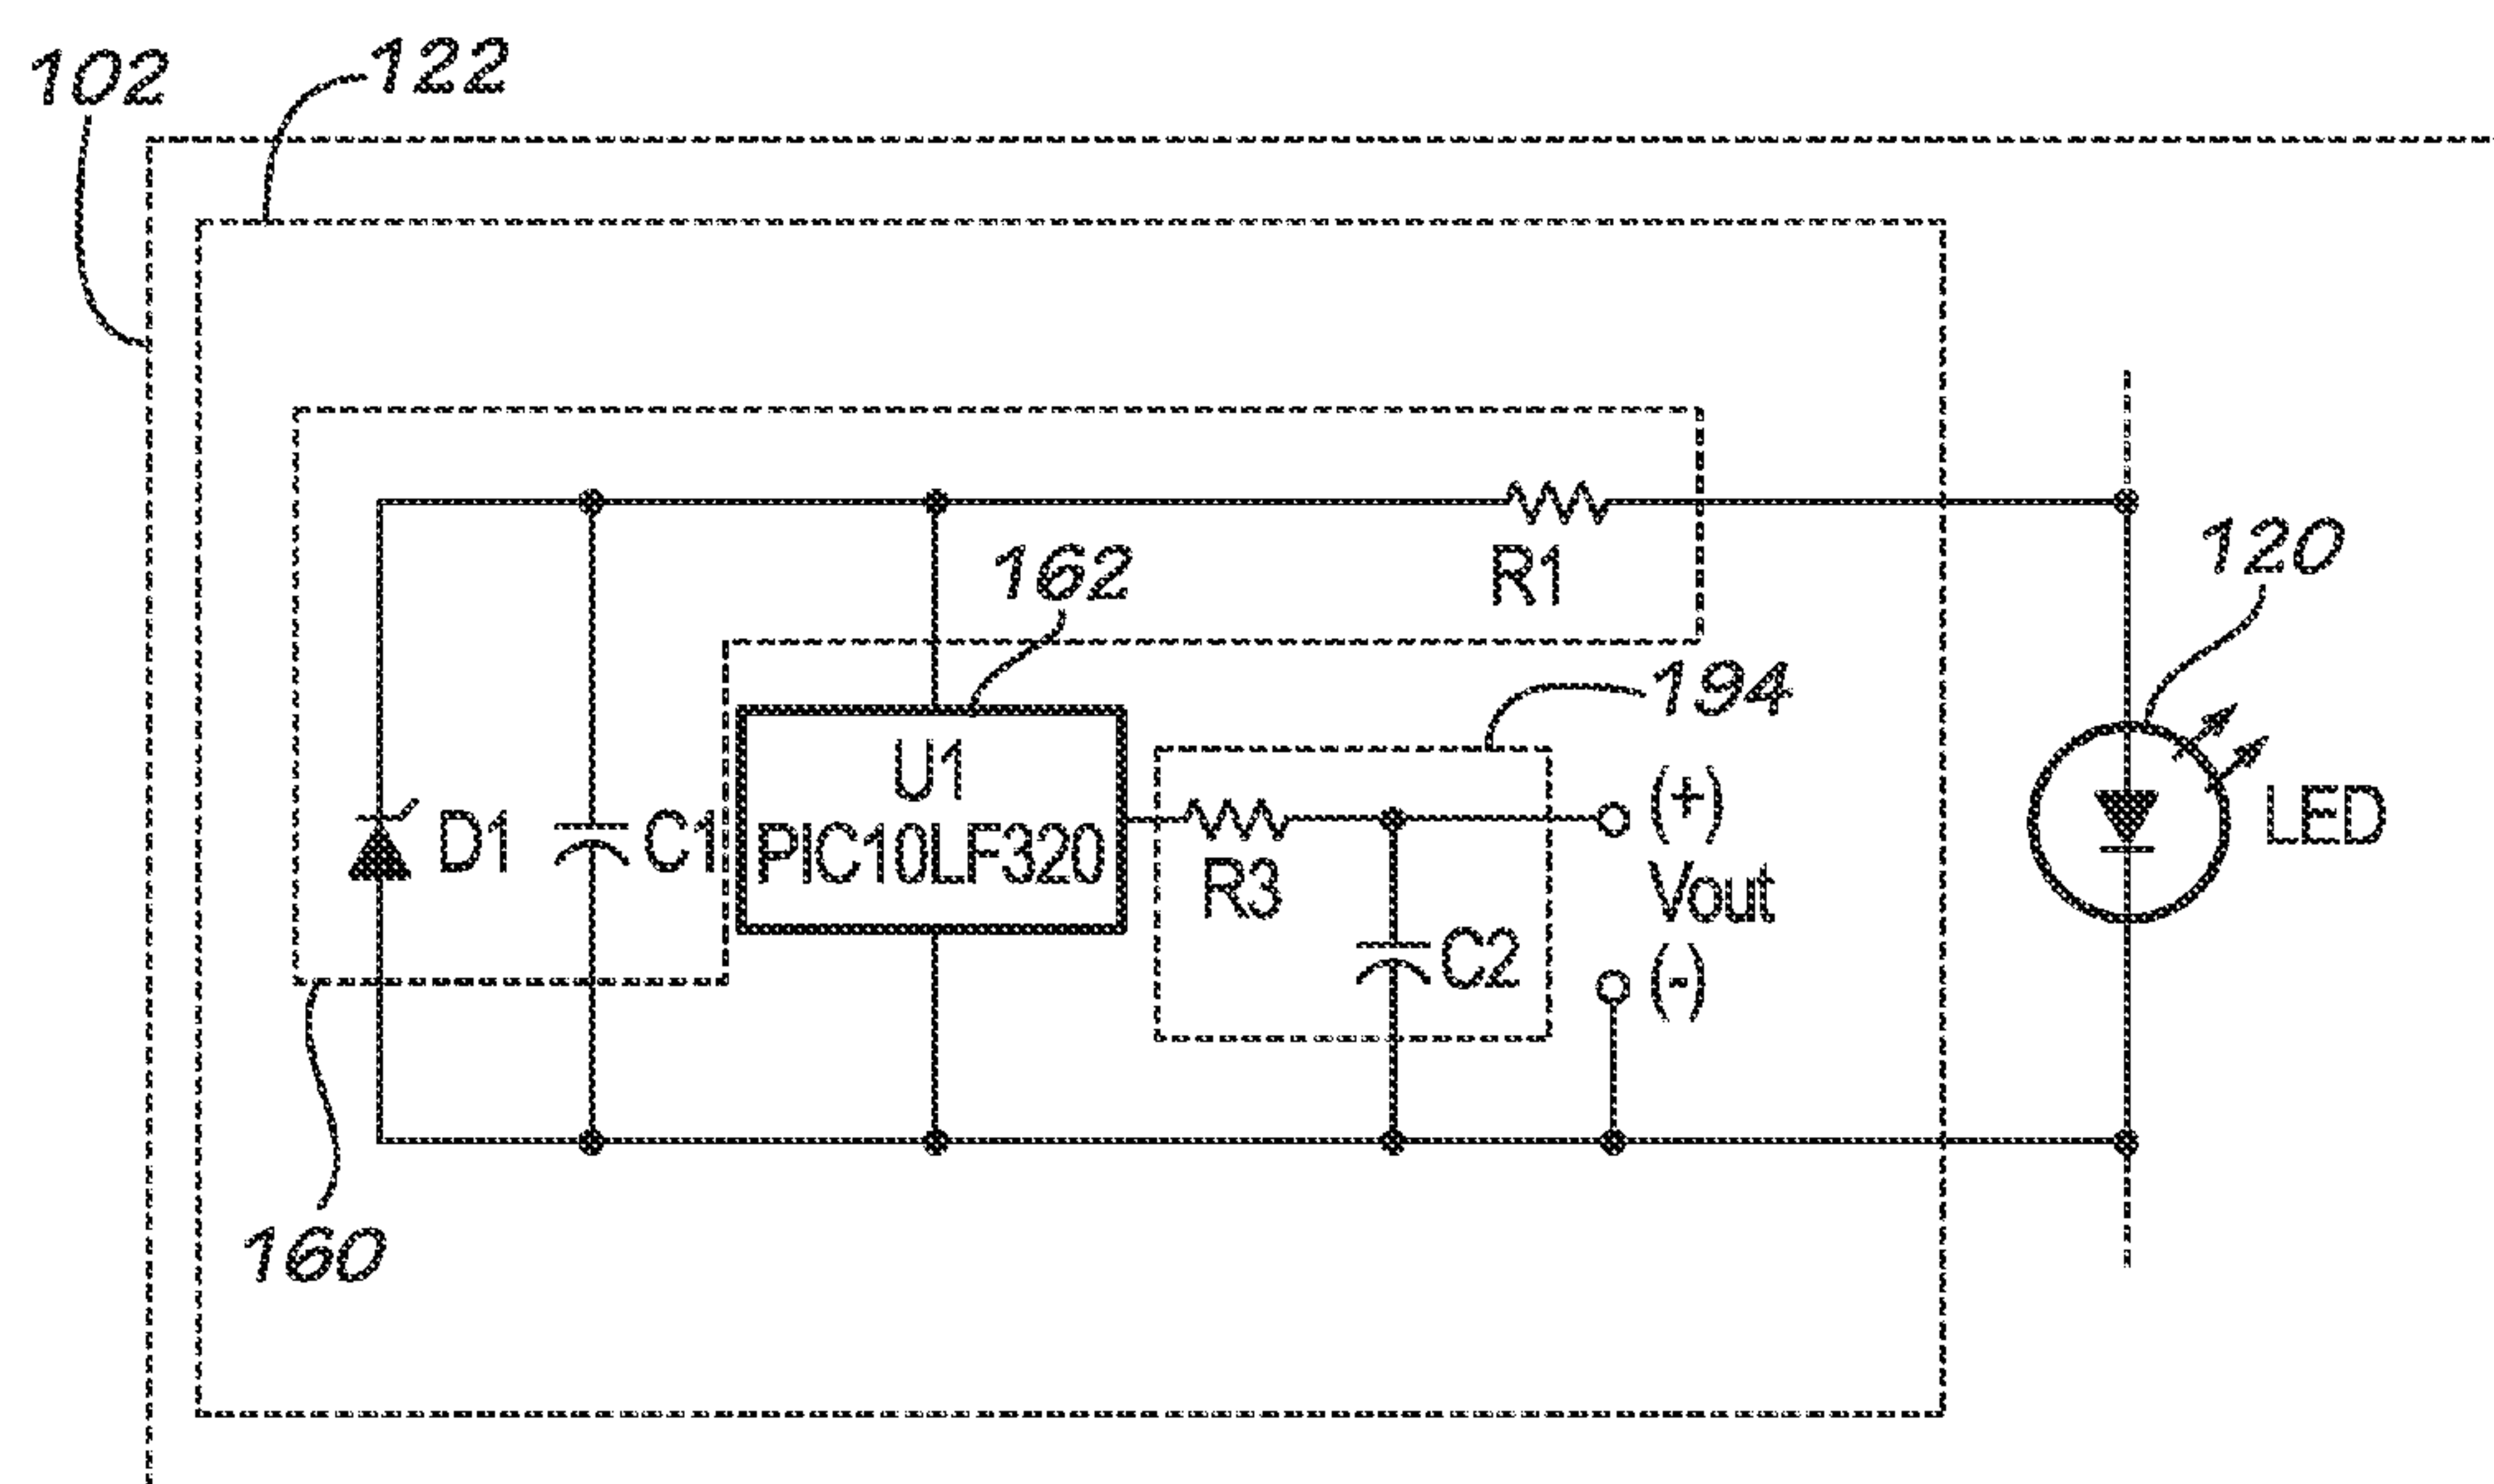 102
122
162
R1
120
194
U1
PIC10LF320
D1
C1
R3
C2
(+)
Vout
(-)
LED
160